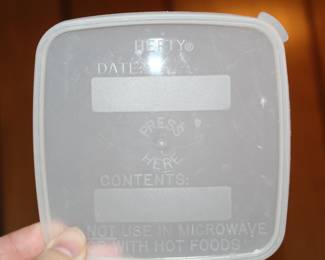 HEFTY®
DATE:
PRESS
HERE
CONTENTS:
NOT USE IN MICROWAVE
WITH HOT FOODS